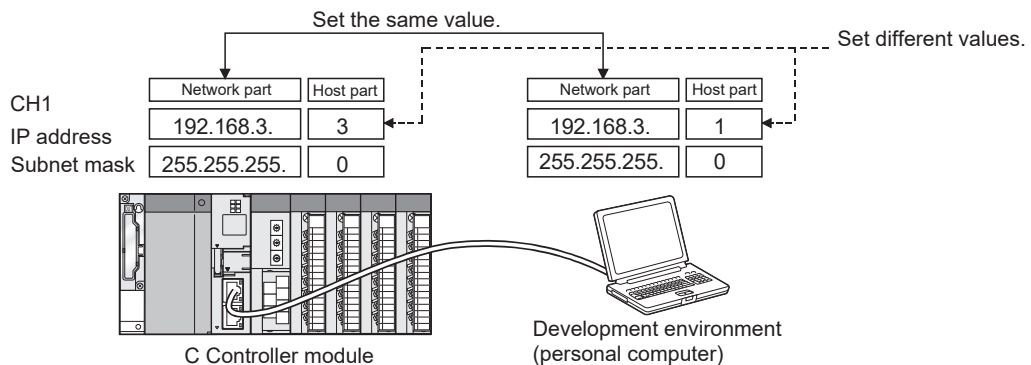 Set the same value.
Set different values.
Network part Host part Network part Host part
CH1
IP address 192.168.3. 3 192.168.3. 1
Subnet mask 255.255.255. 0 255.255.255. 0
C Controller module
Development environment
(personal computer)